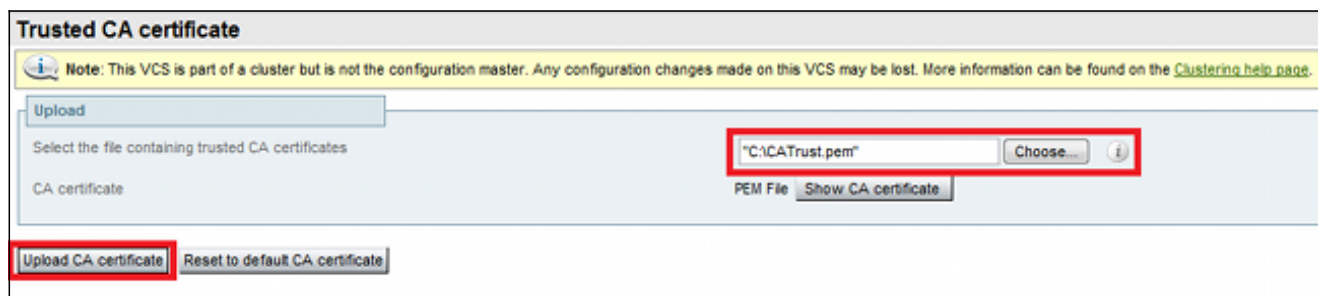 Trusted CA certificate
Note: This VCS is part of a cluster but is not the configuration master. Any configuration changes made on this VCS may be lost. More information can be found on the Clustering help page.
Upload
Select the file containing trusted CA certificates "C:\CATrust.pem" Choose... i
CA certificate PEM File Show CA certificate
Upload CA certificate Reset to default CA certificate